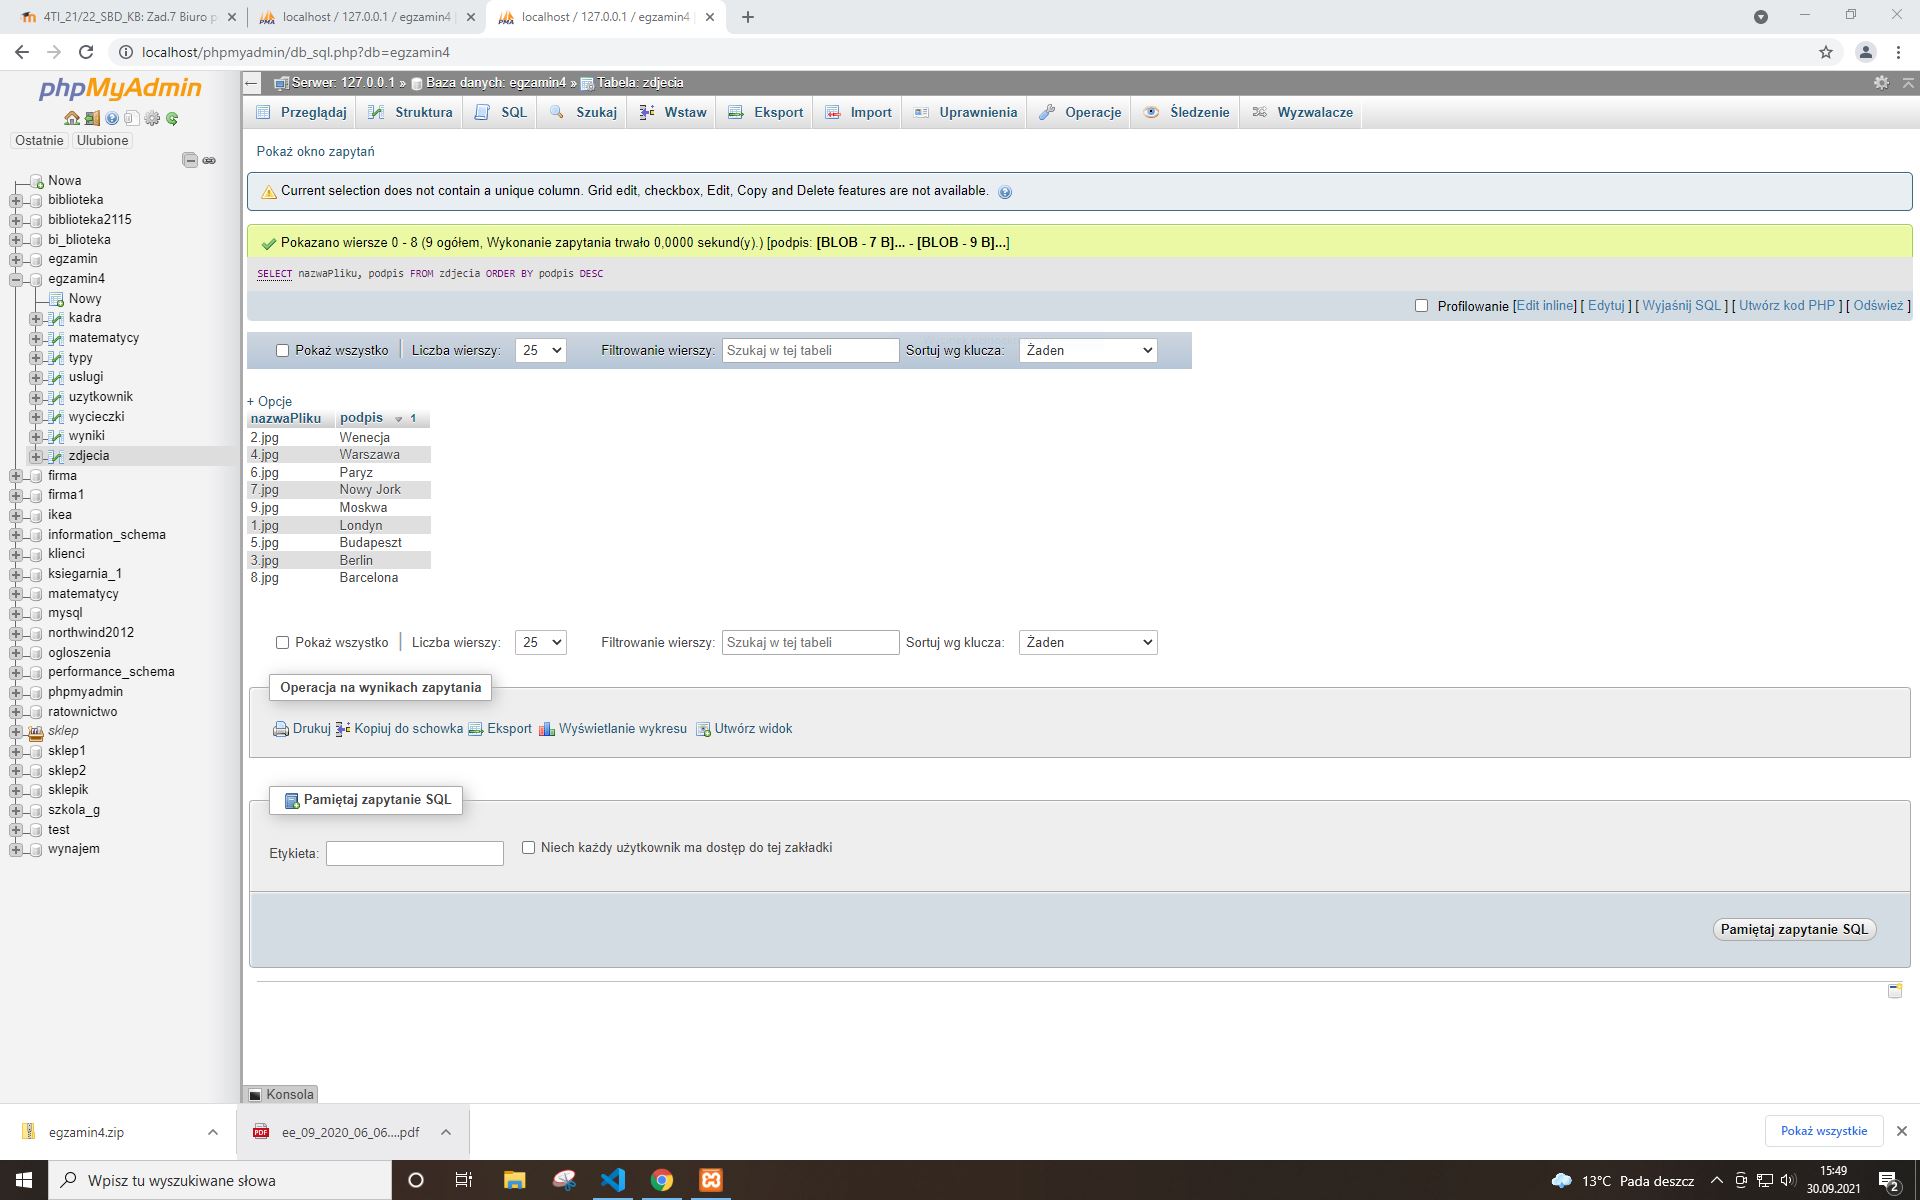 4TI_21/22_SBD_KB: Zad.7 Biuro p
localhost / 127.0.0.1 / egzamin4
localhost / 127.0.0.1 / egzamin4
localhost/phpmyadmin/db_sql.php?db=egzamin4
phpMyAdmin
Ostatnie Ulubione
Nowa
biblioteka
biblioteka2115
bi_blioteka
egzamin
egzamin4
Nowy
kadra
matematycy
typy
uslugi
uzytkownik
wycieczki
wyniki
zdjecia
firma
firma1
ikea
information_schema
klienci
ksiegarnia_1
matematycy
mysql
northwind2012
ogloszenia
performance_schema
phpmyadmin
ratownictwo
sklep
sklep1
sklep2
sklepik
szkola_g
test
wynajem
Serwer: 127.0.0.1 » Baza danych: egzamin4 » Tabela: zdjecia
Przeglądaj Struktura SQL Szukaj Wstaw Eksport Import Uprawnienia Operacje Śledzenie Wyzwalacze
Pokaż okno zapytań
Current selection does not contain a unique column. Grid edit, checkbox, Edit, Copy and Delete features are not available.
Pokazano wiersze 0 - 8 (9 ogółem, Wykonanie zapytania trwało 0,0000 sekund(y).) [podpis: [BLOB - 7 B]... - [BLOB - 9 B]...]
SELECT nazwaPliku, podpis FROM zdjecia ORDER BY podpis DESC
Profilowanie [Edit inline] [ Edytuj ] [ Wyjaśnij SQL ] [ Utwórz kod PHP ] [ Odśwież ]
Pokaż wszystko Liczba wierszy: 25 Filtrowanie wierszy: Szukaj w tej tabeli Sortuj wg klucza: Żaden
+ Opcje
nazwaPliku podpis 1
2.jpg Wenecja
4.jpg Warszawa
6.jpg Paryz
7.jpg Nowy Jork
9.jpg Moskwa
1.jpg Londyn
5.jpg Budapeszt
3.jpg Berlin
8.jpg Barcelona
Pokaż wszystko Liczba wierszy: 25 Filtrowanie wierszy: Szukaj w tej tabeli Sortuj wg klucza: Żaden
Operacja na wynikach zapytania
Drukuj Kopiuj do schowka Eksport Wyświetlanie wykresu Utwórz widok
Pamiętaj zapytanie SQL
Etykieta: Niech każdy użytkownik ma dostęp do tej zakładki
Pamiętaj zapytanie SQL
Konsola
egzamin4.zip
ee_09_2020_06_06....pdf
Pokaż wszystkie
Wpisz tu wyszukiwane słowa
13°C Pada deszcz
15:49
30.09.2021
2